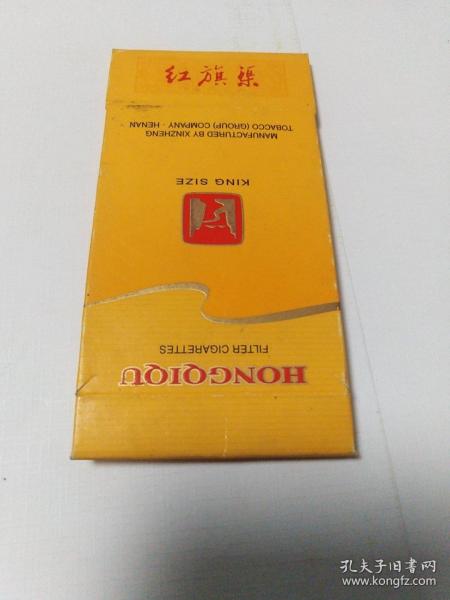 红旗渠
MANUFACTURED BY XINZHENG
TOBACCO (GROUP) COMPANY · HENAN
KING SIZE
FILTER CIGARETTES
HONGQIQU
孔夫子旧书网
www.kongfz.com